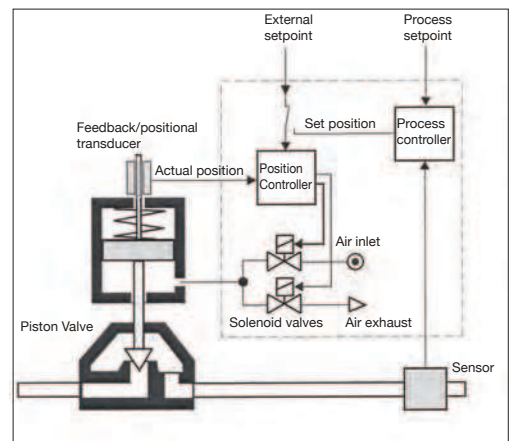 External
setpoint
Process
setpoint
Feedback/positional
transducer
Set position
Process
controller
Actual position
Position
Controller
Air inlet
Piston Valve
Solenoid valves
Air exhaust
Sensor